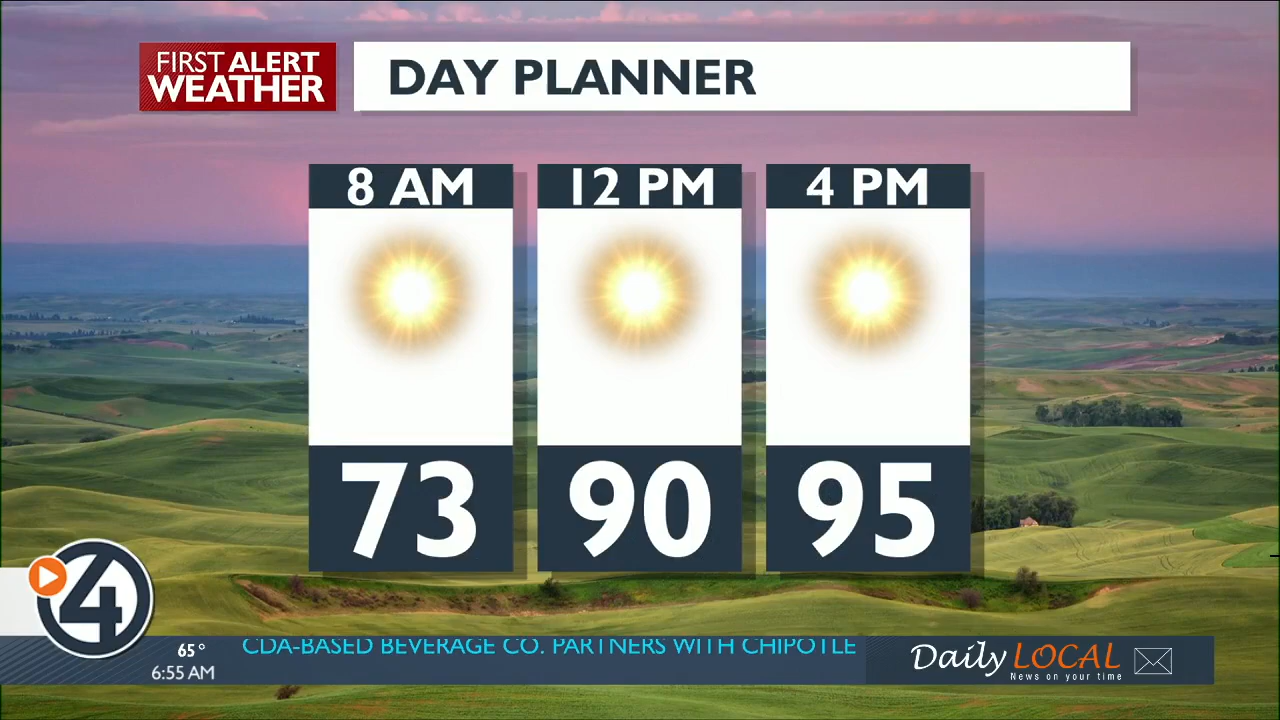 FIRST ALERT
WEATHER
DAY PLANNER
8 AM
12 PM
4 PM
73
90
95
4
65°
6:55 AM
CDA-BASED BEVERAGE CO. PARTNERS WITH CHIPOTLE
Daily LOCAL
News on your time